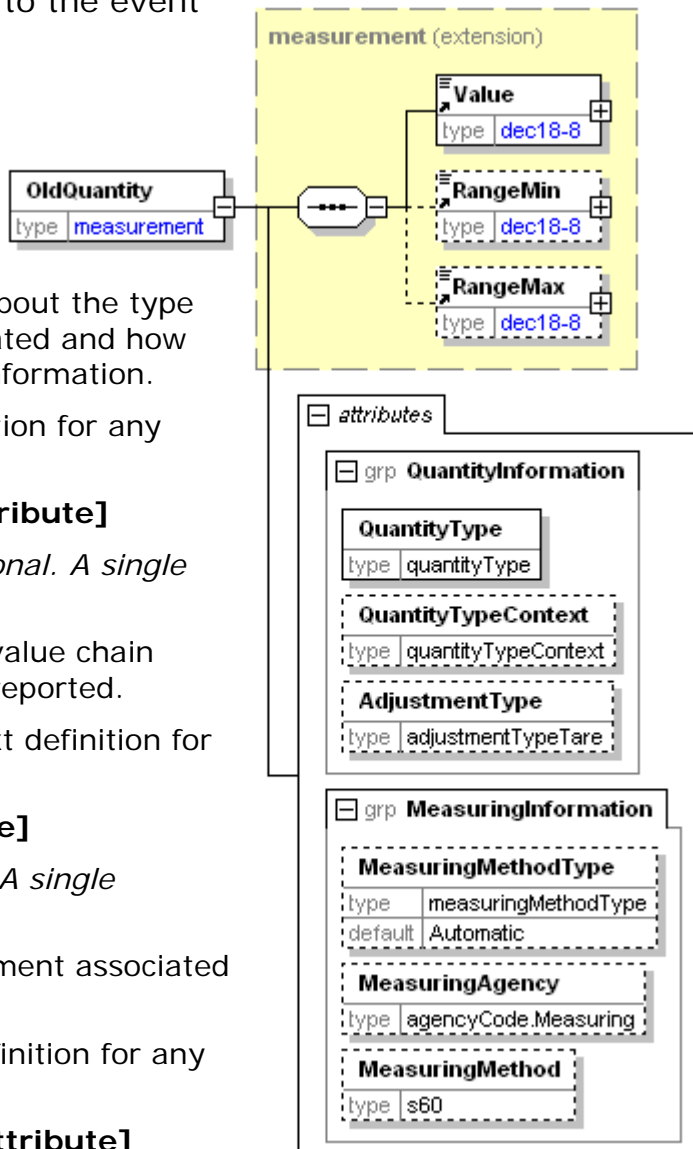 to the event
bout the type
ated and how
formation.
ion for any
ribute]
onal. A single
value chain
reported.
t definition for
e]
A single
ment associated
finition for any
ttribute]
measurement (extension)
OldQuantity
type measurement
Value
type dec18-8
RangeMin
type dec18-8
RangeMax
type dec18-8
attributes
grp QuantityInformation
QuantityType
type quantityType
QuantityTypeContext
type quantityTypeContext
AdjustmentType
type adjustmentTypeTare
grp MeasuringInformation
MeasuringMethodType
type measuringMethodType
default Automatic
MeasuringAgency
type agencyCode.Measuring
MeasuringMethod
type s60